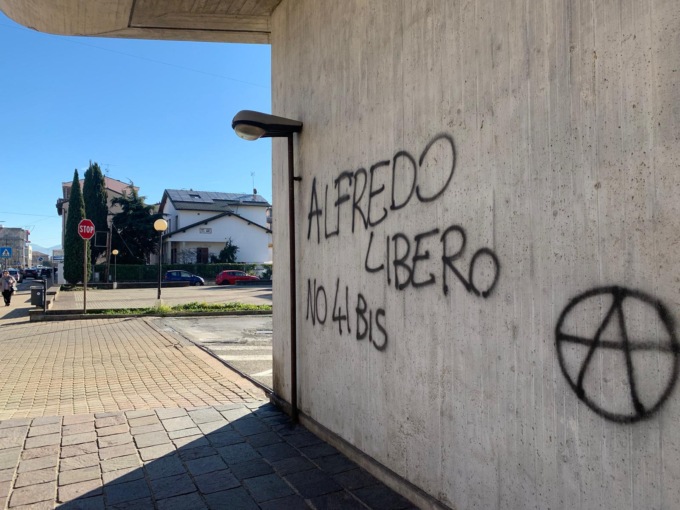 STOP
ALFREDO
LIBERO
NO 41 BIS
A